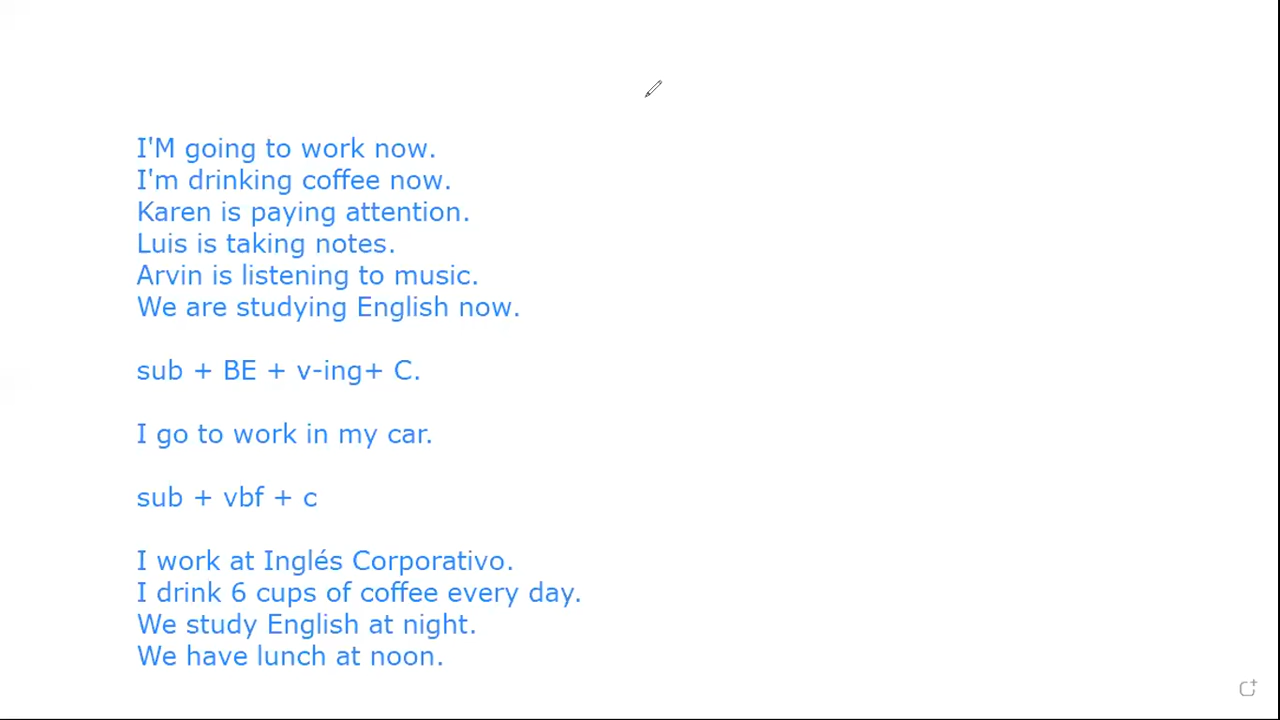 I'M going to work now.
I'm drinking coffee now.
Karen is paying attention.
Luis is taking notes.
Arvin is listening to music.
We are studying English now.
sub + BE + v-ing+ C.
I go to work in my car.
sub + vbf + c
I work at Inglés Corporativo.
I drink 6 cups of coffee every day.
We study English at night.
We have lunch at noon.